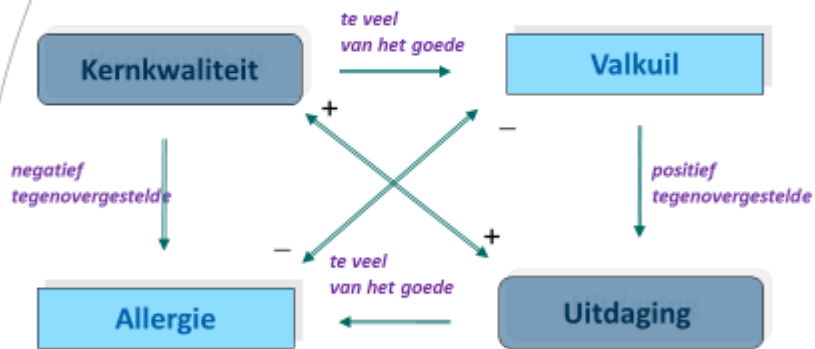 te veel
van het goede
Kernkwaliteit
Valkuil
+
–
negatief
tegenovergestelde
positief
tegenovergestelde
–
+
te veel
van het goede
Allergie
Uitdaging